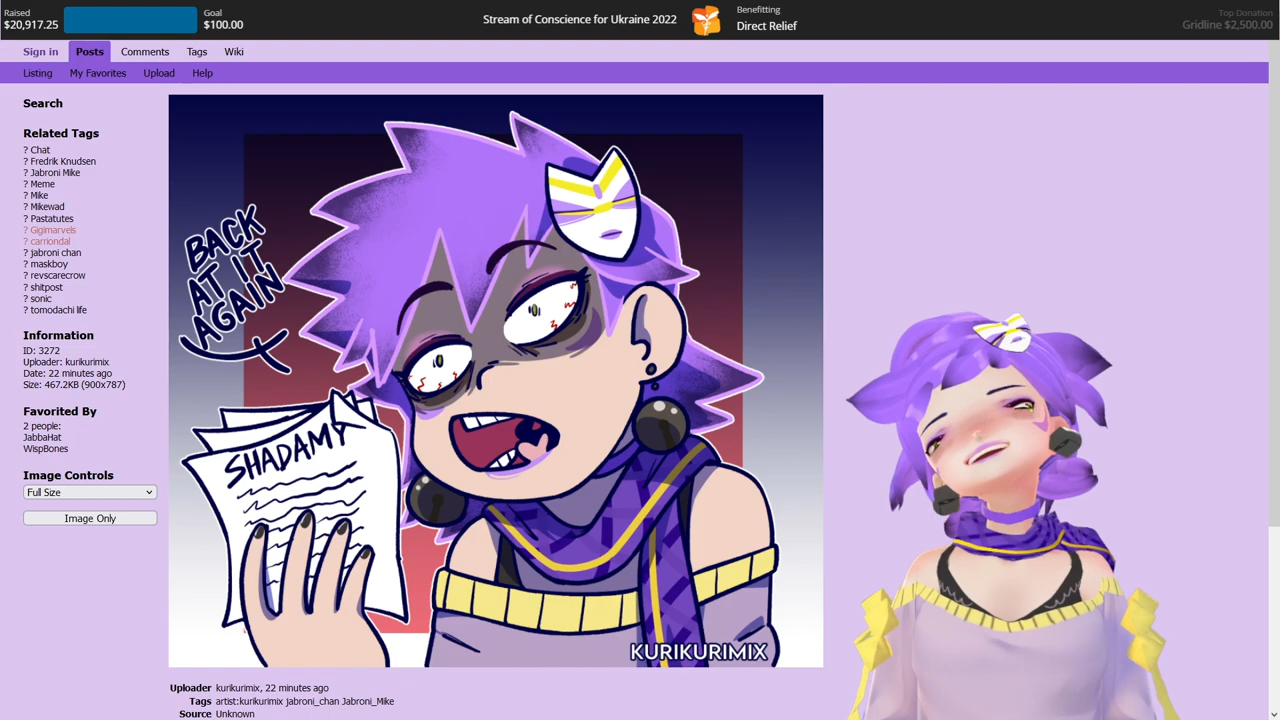 Raised
$20,917.25
Goal
$100.00
Stream of Conscience for Ukraine 2022
Benefitting
Direct Relief
Top Donation
Gridline $2,500.00
Sign in
Posts
Comments
Tags
Wiki
Listing
My Favorites
Upload
Help
Search
Related Tags
? Chat
? Fredrik Knudsen
? Jabroni Mike
? Meme
? Mike
? Mikewad
? Pastatutes
? Gigimarvels
? carriondal
? jabroni chan
? maskboy
? revscarecrow
? shitpost
? sonic
? tomodachi life
Information
ID: 3272
Uploader: kurikurimix
Date: 22 minutes ago
Size: 467.2KB (900x787)
Favorited By
2 people:
JabbaHat
WispBones
Image Controls
Full Size
Image Only
BACK
AT IT
AGAIN
SHADAMY
KURIKURIMIX
Uploader kurikurimix, 22 minutes ago
Tags artist:kurikurimix jabroni_chan Jabroni_Mike
Source Unknown